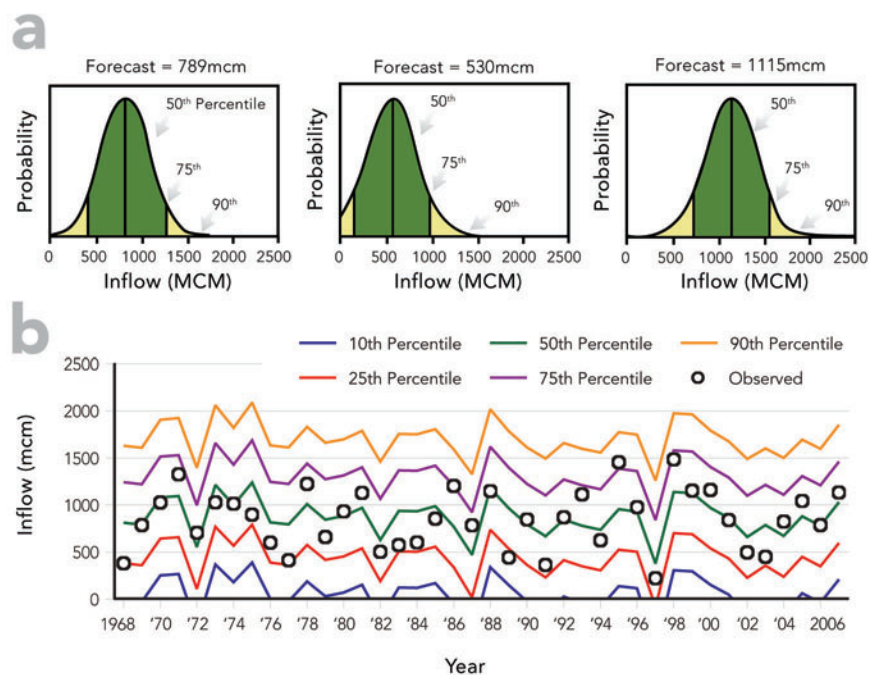 a
Forecast = 789mcm
Forecast = 530mcm
Forecast = 1115mcm
Probability
50th Percentile
75th
90th
0 500 1000 1500 2000 2500
Inflow (MCM)
Probability
50th
75th
90th
0 500 1000 1500 2000 2500
Inflow (MCM)
Probability
50th
75th
90th
0 500 1000 1500 2000 2500
Inflow (MCM)
b
10th Percentile
50th Percentile
90th Percentile
25th Percentile
75th Percentile
Observed
Inflow (mcm)
2500
2000
1500
1000
500
0
1968 '70 '72 '74 '76 '78 '80 '82 '84 '86 '88 '90 '92 '94 '96 '98 '00 '02 '04 2006
Year